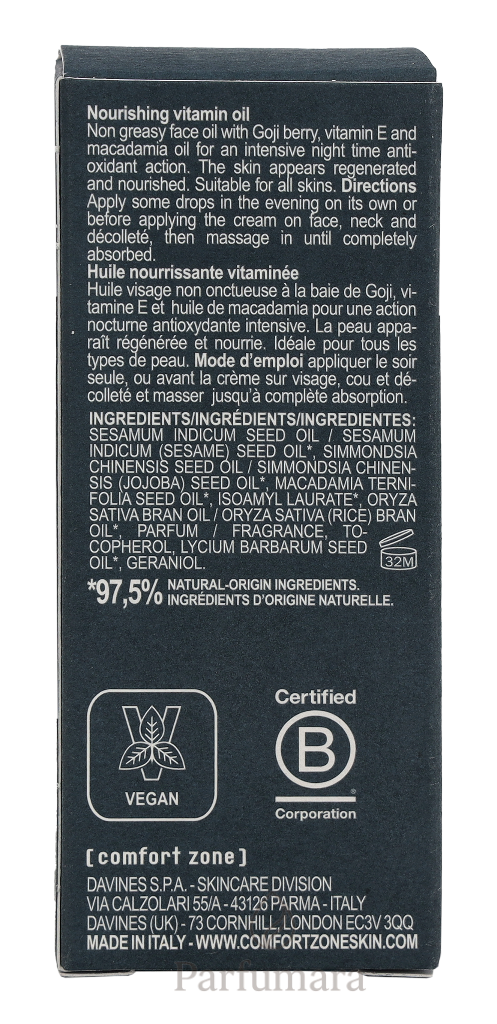 Nourishing vitamin oil
Non greasy face oil with Goji berry, vitamin E and
macadamia oil for an intensive night time anti-
oxidant action. The skin appears regenerated
and nourished. Suitable for all skins. Directions
Apply some drops in the evening on its own or
before applying the cream on face, neck and
décolleté, then massage in until completely
absorbed.
Huile nourrissante vitaminée
Huile visage non onctueuse à la baie de Goji, vi-
tamine E et huile de macadamia pour une action
nocturne antioxydante intensive. La peau appa-
raît régénérée et nourrie. Idéale pour tous les
types de peau. Mode d'emploi appliquer le soir
seule, ou avant la crème sur visage, cou et dé-
colleté et masser jusqu'à complète absorption.
INGREDIENTS/INGRÉDIENTS/INGREDIENTES:
SESAMUM INDICUM SEED OIL / SESAMUM
INDICUM (SESAME) SEED OIL*, SIMMONDSIA
CHINENSIS SEED OIL / SIMMONDSIA CHINEN-
SIS (JOJOBA) SEED OIL*, MACADAMIA TERNI-
FOLIA SEED OIL*, ISOAMYL LAURATE*, ORYZA
SATIVA BRAN OIL / ORYZA SATIVA (RICE) BRAN
OIL*, PARFUM / FRAGRANCE, TO-
COPHEROL, LYCIUM BARBARUM SEED
OIL*, GERANIOL.
32M
*97,5% NATURAL-ORIGIN INGREDIENTS.
INGRÉDIENTS D'ORIGINE NATURELLE.
VEGAN
Certified
B
®
Corporation
[comfort zone]
DAVINES S.P.A. - SKINCARE DIVISION
VIA CALZOLARI 55/A - 43126 PARMA - ITALY
DAVINES (UK) - 73 CORNHILL, LONDON EC3V 3QQ
MADE IN ITALY - WWW.COMFORTZONESKIN.COM
Parfumara